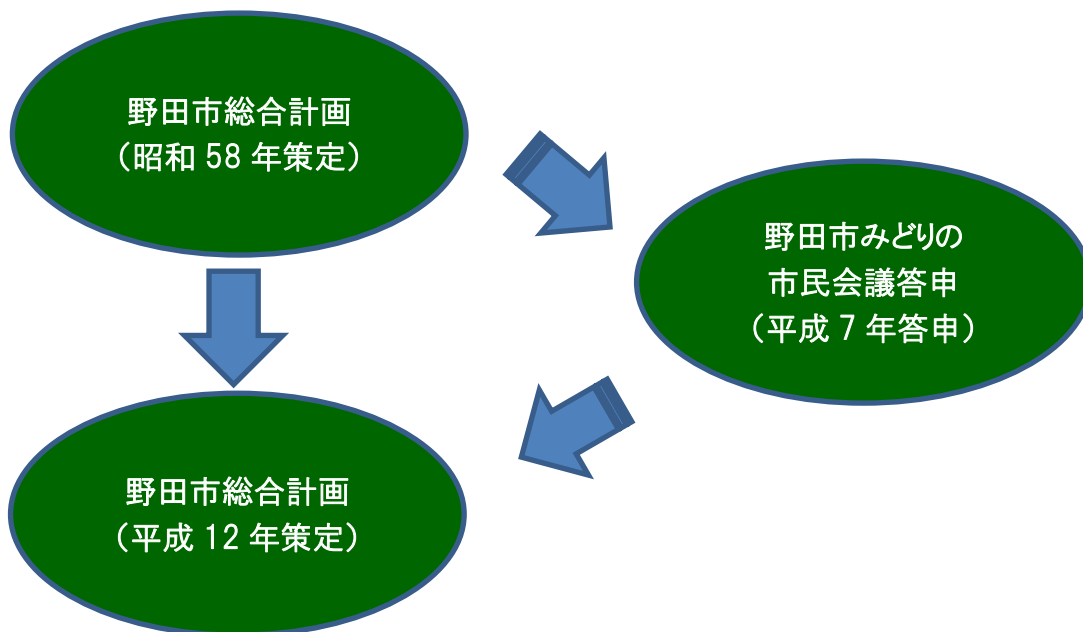 野田市総合計画
（昭和 58 年策定）
野田市みどりの
市民会議答申
（平成 7 年答申）
野田市総合計画
（平成 12 年策定）